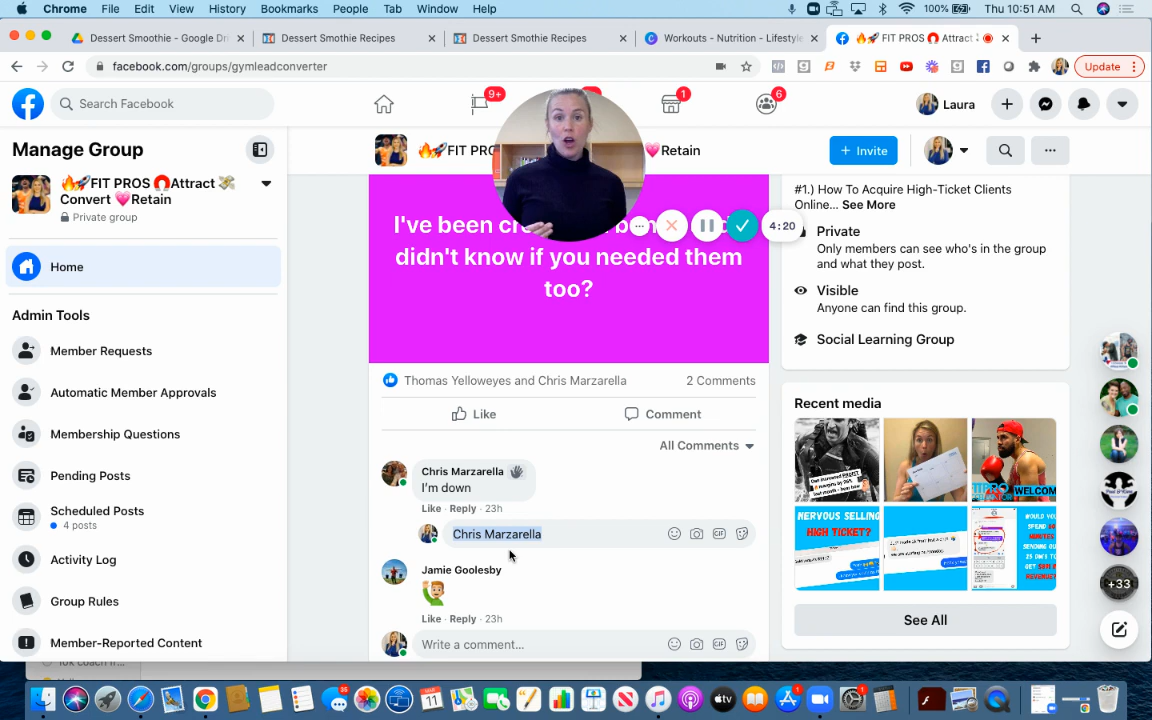 Chrome File Edit View History Bookmarks People Tab Window Help 100% Thu 10:51 AM
Dessert Smoothie - Google Dri × Dessert Smothie Recipes × Dessert Smothie Recipes × Workouts - Nutrition - Lifestyle × 🔥🚀 FIT PROS 🧲 Attract × +
facebook.com/groups/gymleadconverter Update
Search Facebook 9+ 1 6 Laura
Manage Group
🔥🚀FIT PROS 🧲Attract 💸
Convert 💗Retain
Private group
Home
Admin Tools
Member Requests
Automatic Member Approvals
Membership Questions
Pending Posts
Scheduled Posts
4 posts
Activity Log
Group Rules
Member-Reported Content
🔥🚀FIT PRO 💗Retain + Invite
I've been
didn't know if you needed them
too?
4:20
Thomas Yelloweyes and Chris Marzarella 2 Comments
Like Comment
All Comments
Chris Marzarella
I'm down
Like · Reply · 23h
Chris Marzarella
GIF
Jamie Goolesby
Like · Reply · 23h
Write a comment...
GIF
#1.) How To Acquire High-Ticket Clients
Online... See More
Private
Only members can see who's in the group
and what they post.
Visible
Anyone can find this group.
Social Learning Group
Recent media
WELCOM
NERVOUS SELLING
HIGH TICKET?
See All
+33